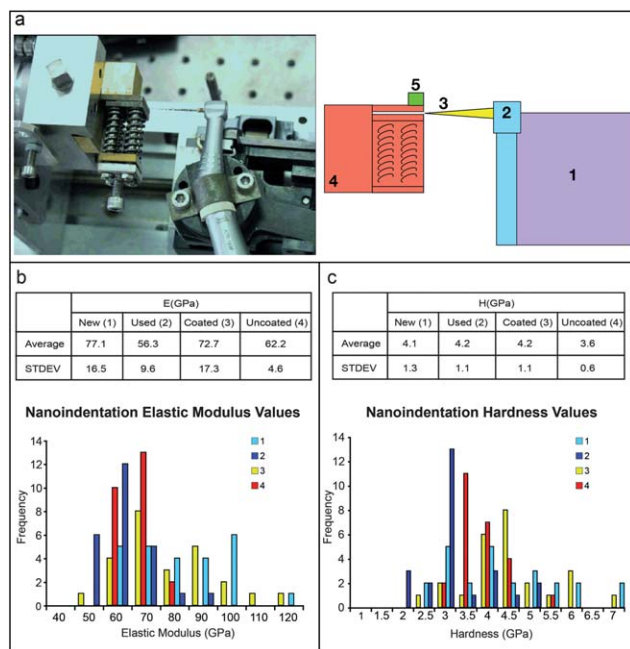 a
5
3
2
4
1
b
E(GPa)
New (1) Used (2) Coated (3) Uncoated (4)
Average 77.1 56.3 72.7 62.2
STDEV 16.5 9.6 17.3 4.6
Nanoindentation Elastic Modulus Values
14
12
10
8
6
4
2
0
Frequency
1
2
3
4
40 50 60 70 80 90 100 110 120
Elastic Modulus (GPa)
c
H(GPa)
New (1) Used (2) Coated (3) Uncoated (4)
Average 4.1 4.2 4.2 3.6
STDEV 1.3 1.1 1.1 0.6
Nanoindentation Hardness Values
14
12
10
8
6
4
2
0
Frequency
1
2
3
4
1 1.5 2 2.5 3 3.5 4 4.5 5 5.5 6 6.5 7
Hardness (GPa)